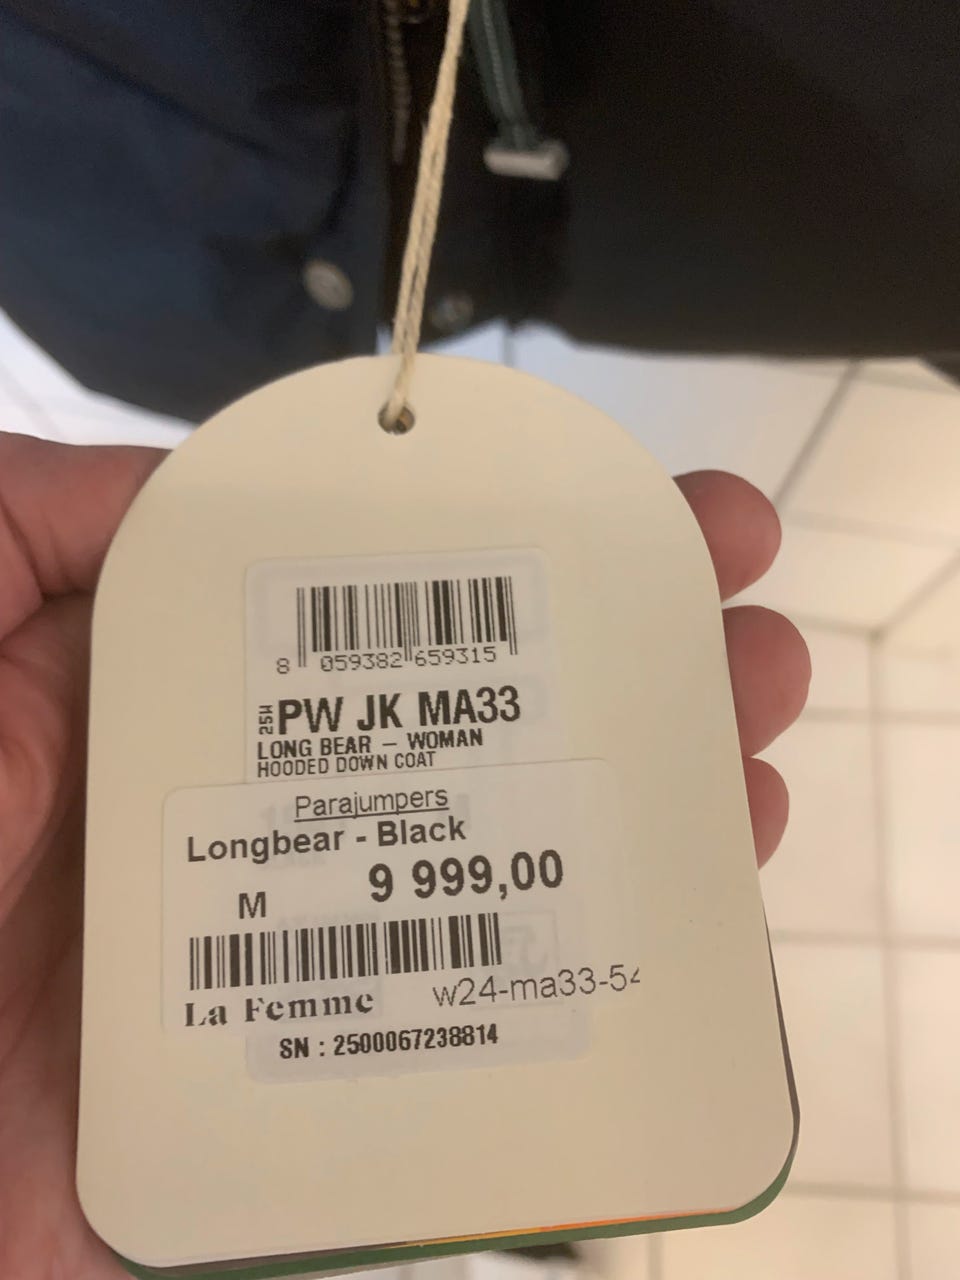 8 059382 659315
25W
PW JK MA33
LONG BEAR – WOMAN
HOODED DOWN COAT
Parajumpers
Longbear - Black
M 9 999,00
La Femme w24-ma33-54
SN : 2500067238814